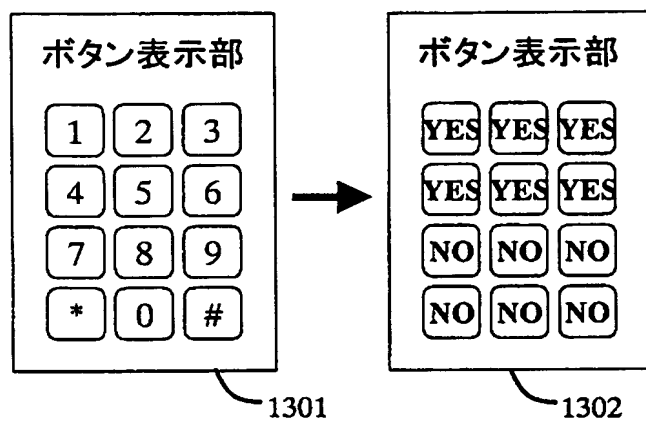 ボタン表示部
1 2 3
4 5 6
7 8 9
* 0 #
1301
ボタン表示部
YES YES YES
YES YES YES
NO NO NO
NO NO NO
1302